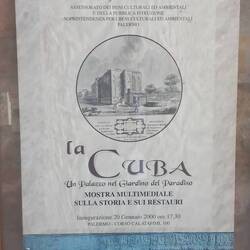 ASSESSORATO DEI BENI CULTURALI ED AMBIENTALI
E DELLA PUBBLICA ISTRUZIONE
SOPRINTENDENZA PER I BENI CULTURALI ED AMBIENTALI
PALERMO
la CUBA
Un Palazzo nel Giardino del Paradiso
MOSTRA MULTIMEDIALE
SULLA STORIA E SUI RESTAURI
Inaugurazione 20 Gennaio 2000 ore 17,30
PALERMO - CORSO CALATAFIMI, 100